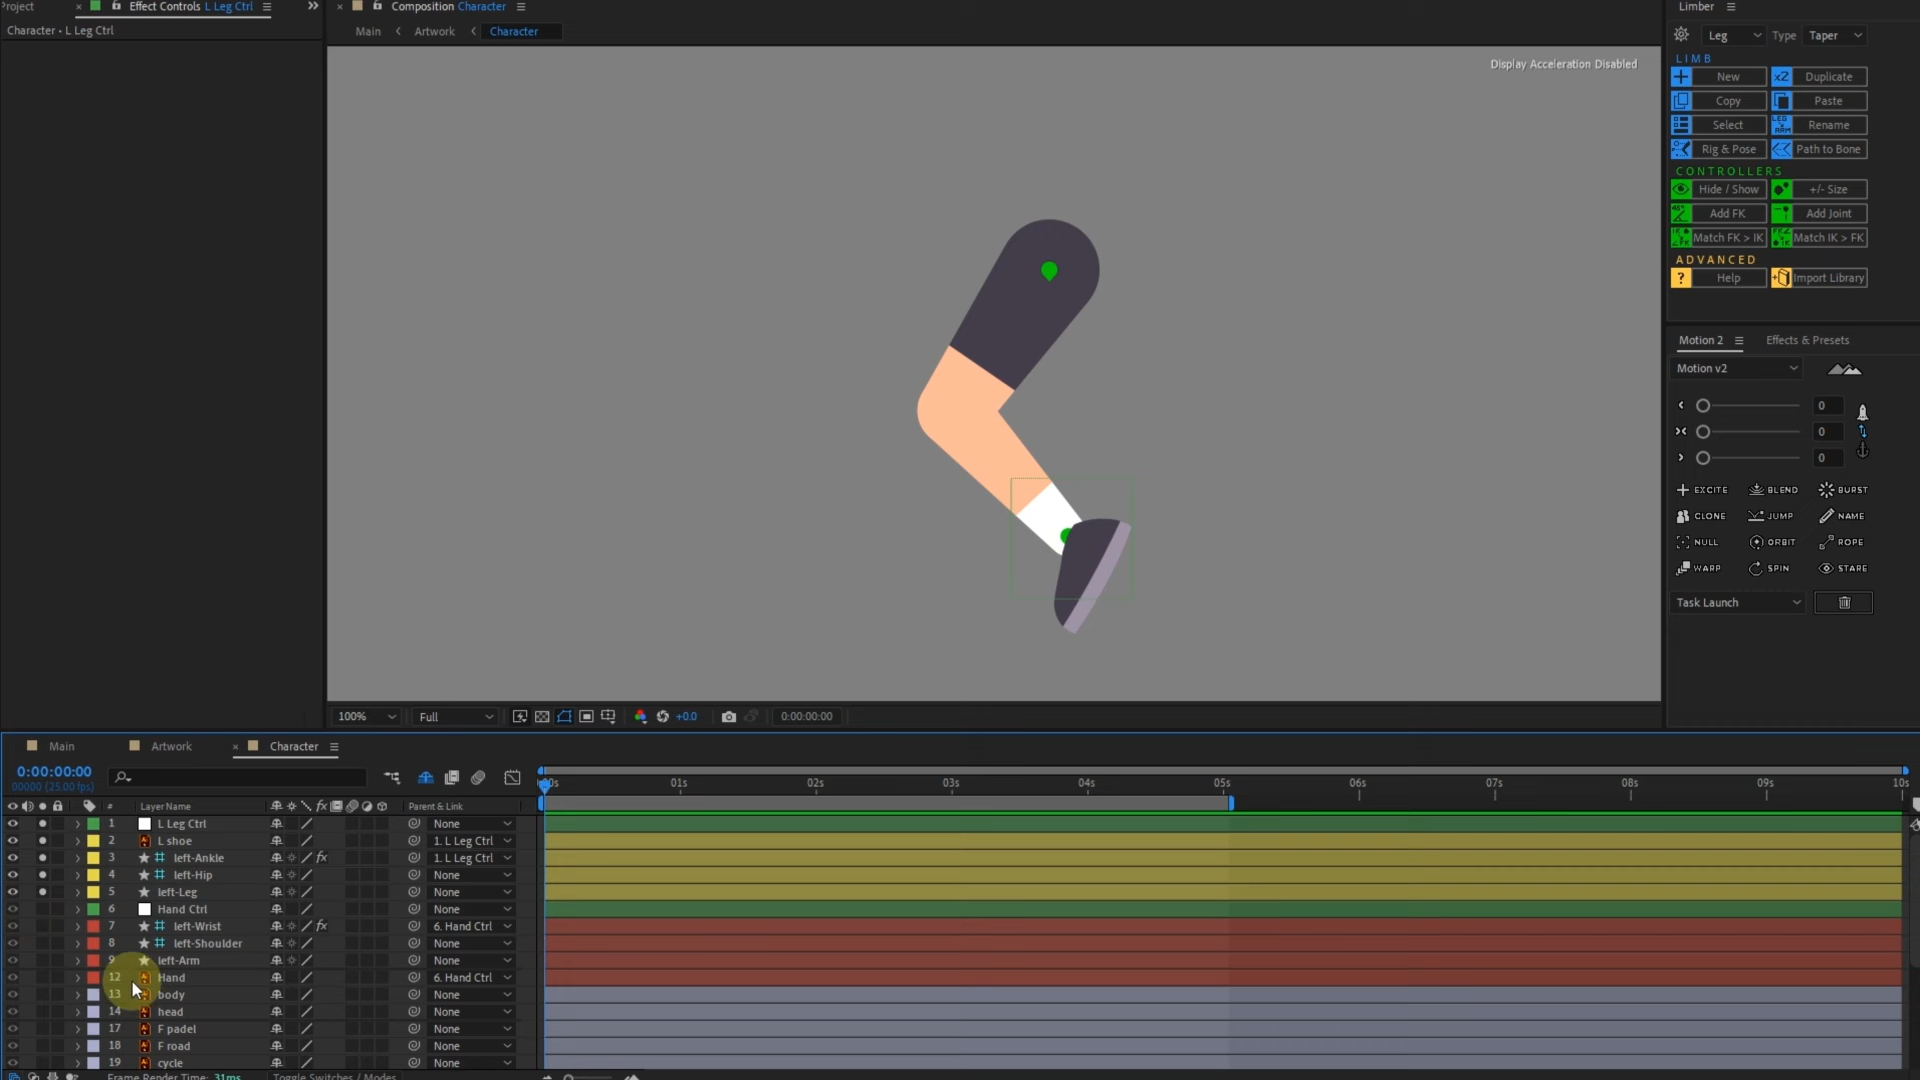 Project
Effect Controls L Leg Ctrl
Composition Character
Limber
Character • L Leg Ctrl
Main
Artwork
Character
Leg
Type
Taper
Display Acceleration Disabled
LIMB
New
x2
Duplicate
Copy
Paste
Select
Rename
Rig & Pose
Path to Bone
CONTROLLERS
Hide / Show
+/- Size
Add FK
Add Joint
Match FK > IK
Match IK > FK
ADVANCED
? Help
Import Library
Motion 2
Effects & Presets
Motion v2
0
0
0
EXCITE
BLEND
BURST
CLONE
JUMP
NAME
NULL
ORBIT
ROPE
WARP
SPIN
STARE
Task Launch
100%
Full
+0.0
0:00:00:00
Main
Artwork
Character
0:00:00:00
00000 (25.00 fps)
:00s 01s 02s 03s 04s 05s 06s 07s 08s 09s 10s
# Layer Name fx Parent & Link
1 L Leg Ctrl None
2 L shoe 1. L Leg Ctrl
3 left-Ankle fx 1. L Leg Ctrl
4 left-Hip None
5 left-Leg None
6 Hand Ctrl None
7 left-Wrist fx 6. Hand Ctrl
8 left-Shoulder None
9 left-Arm None
12 Hand 6. Hand Ctrl
13 body None
14 head None
17 F padel None
18 F road None
19 cycle None
Frame Render Time: 31ms
Toggle Switches / Modes